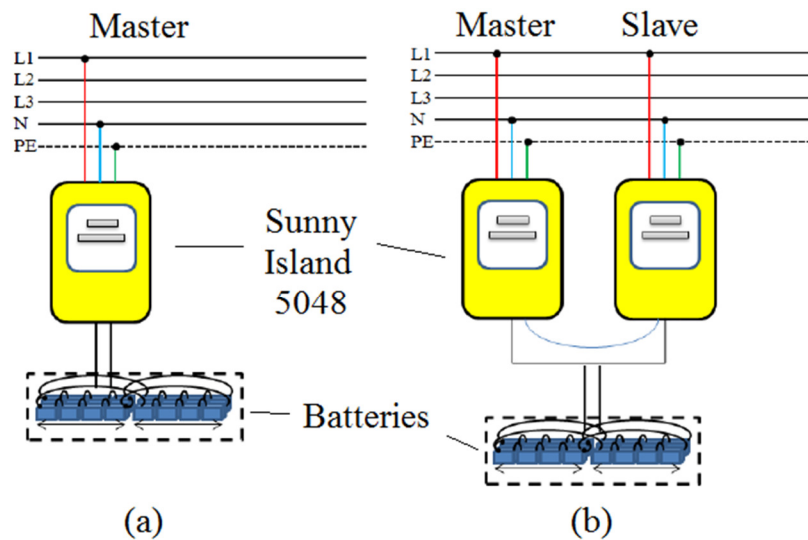 Master
L1
L2
L3
N
PE
Master
Slave
L1
L2
L3
N
PE
Sunny
Island
5048
Batteries
(a)
(b)